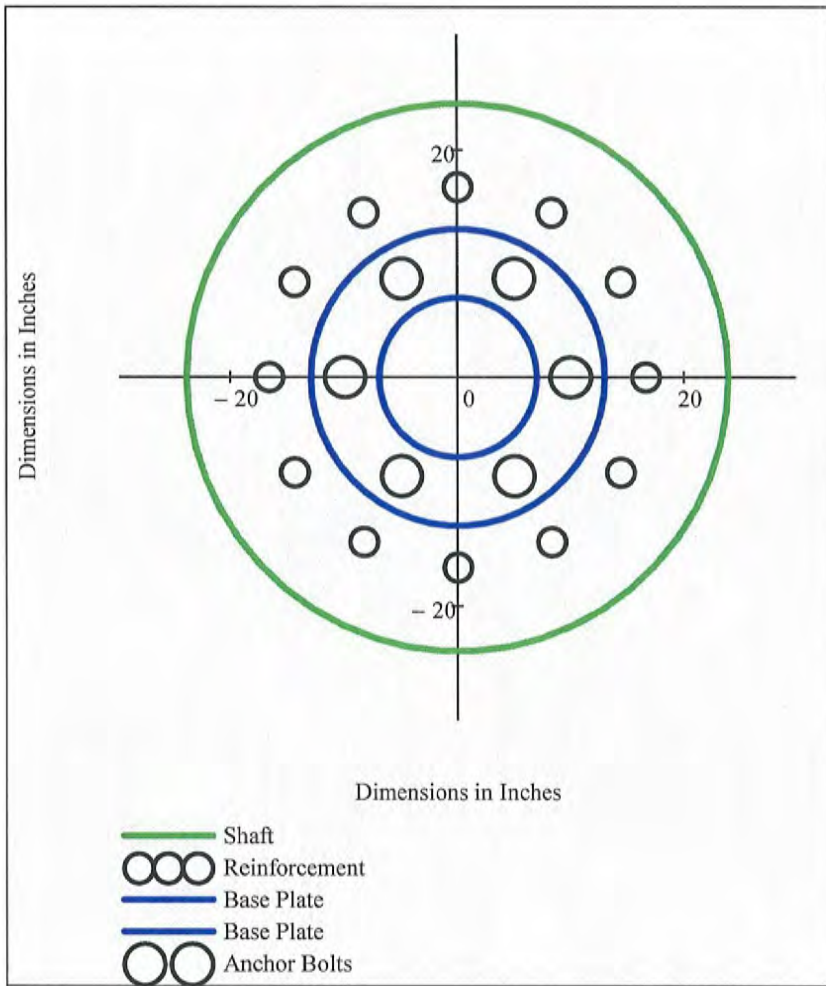 20
− 20
0
20
− 20
Dimensions in Inches
Dimensions in Inches
Shaft
Reinforcement
Base Plate
Base Plate
Anchor Bolts